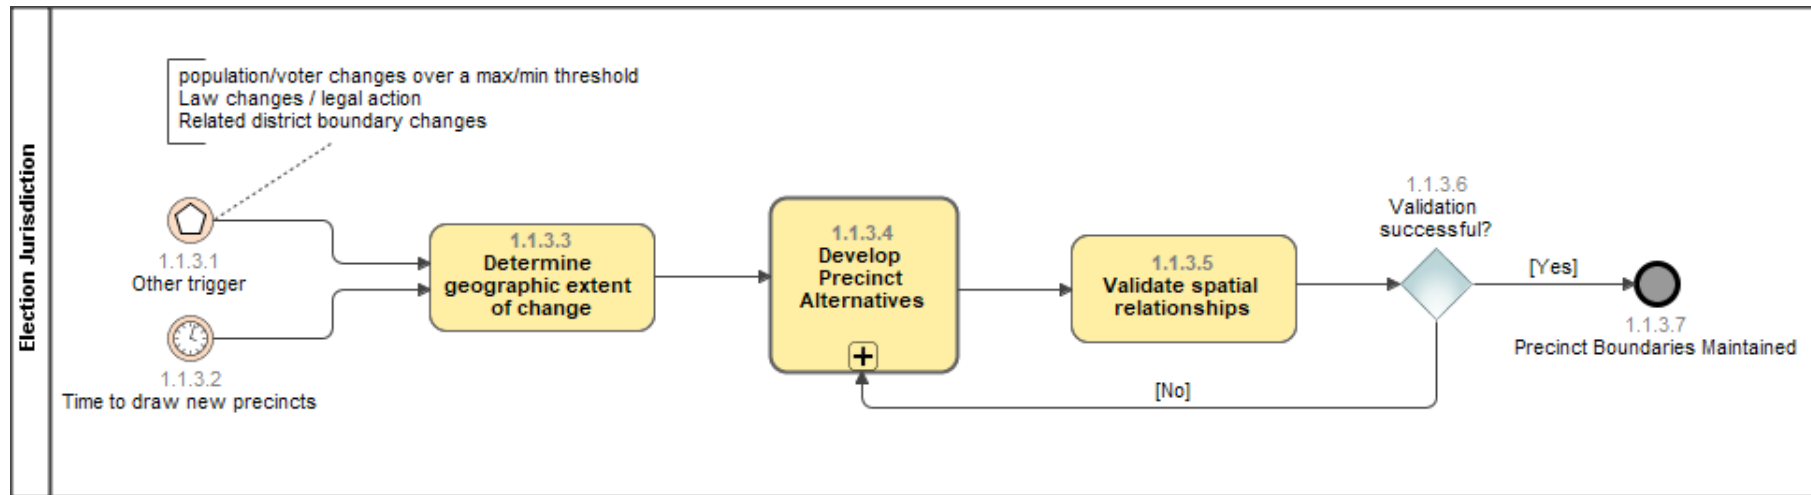 Election Jurisdiction
population/voter changes over a max/min threshold
Law changes / legal action
Related district boundary changes
1.1.3.1
Other trigger
1.1.3.2
Time to draw new precincts
1.1.3.3
Determine
geographic extent
of change
1.1.3.4
Develop
Precinct
Alternatives
1.1.3.5
Validate spatial
relationships
1.1.3.6
Validation
successful?
[Yes]
[No]
1.1.3.7
Precinct Boundaries Maintained